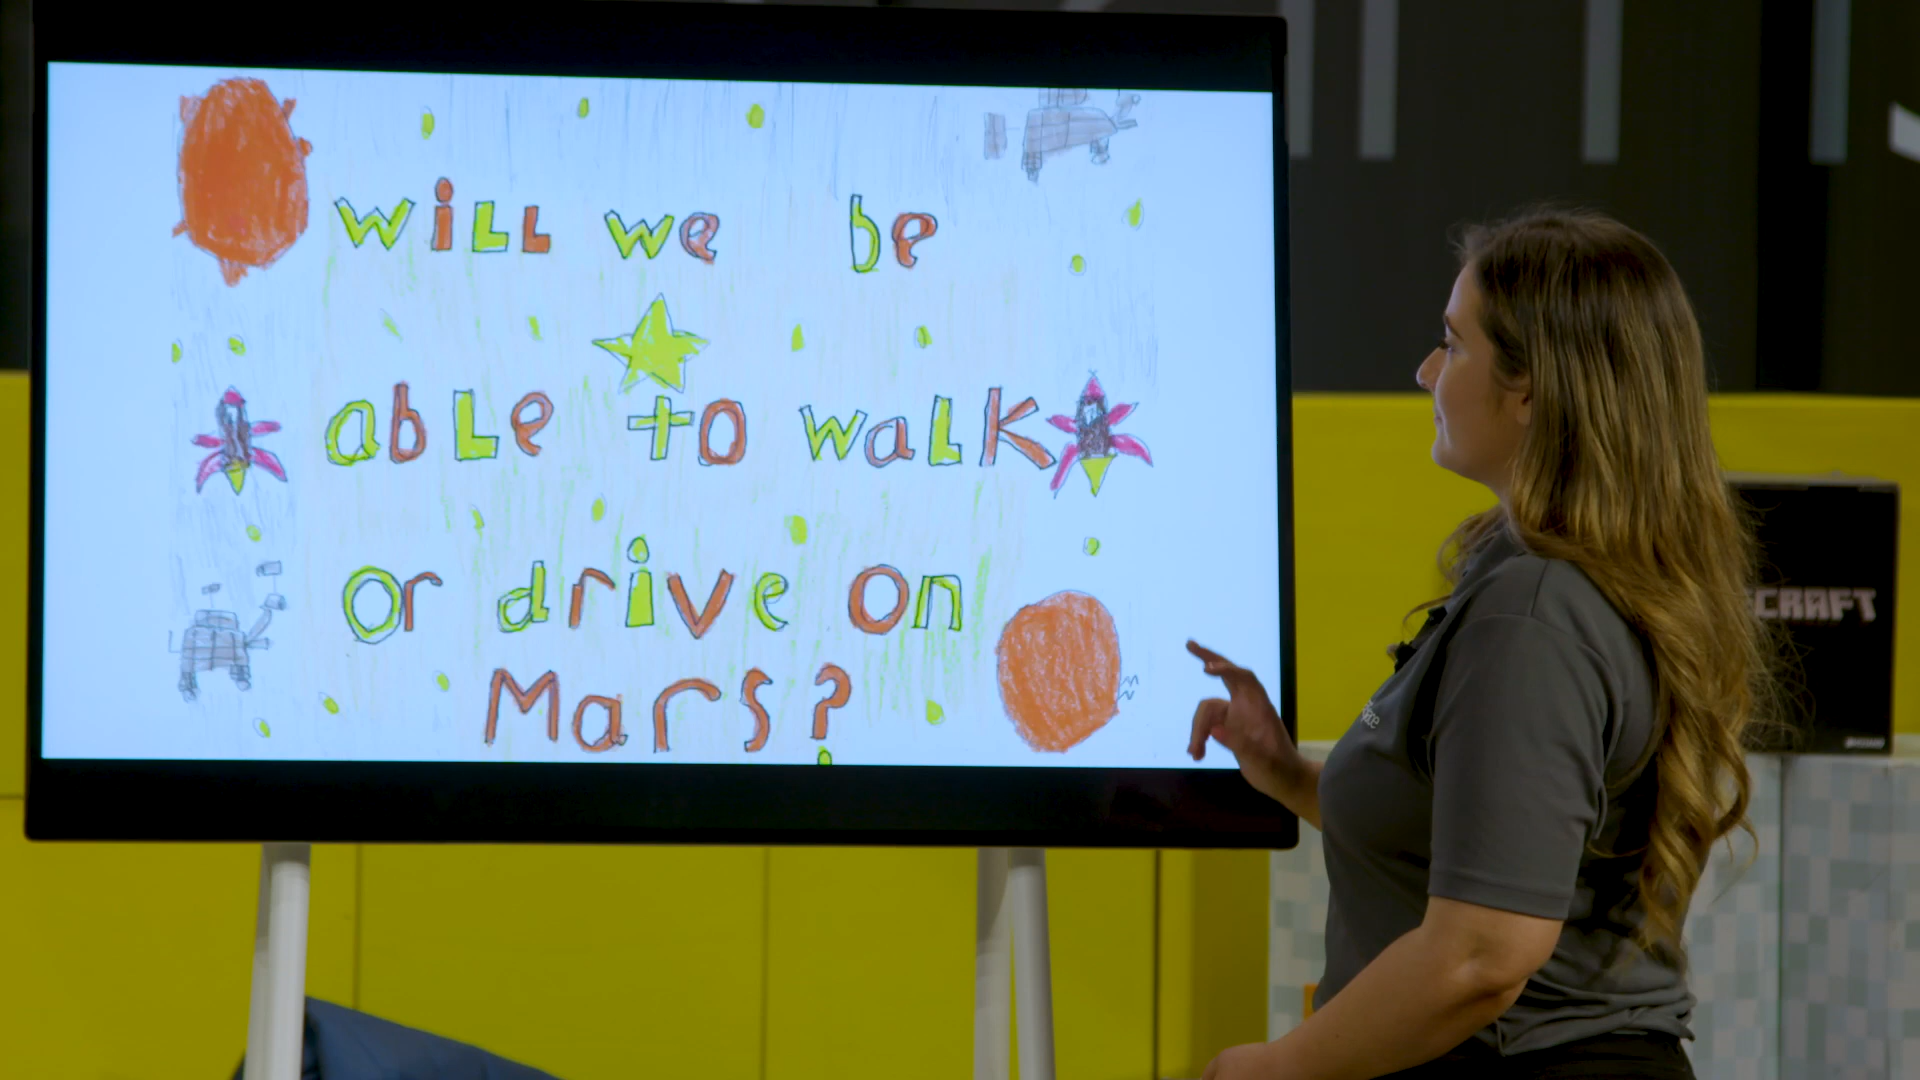 will we be
able to walk
or drive on
Mars?
CRAFT